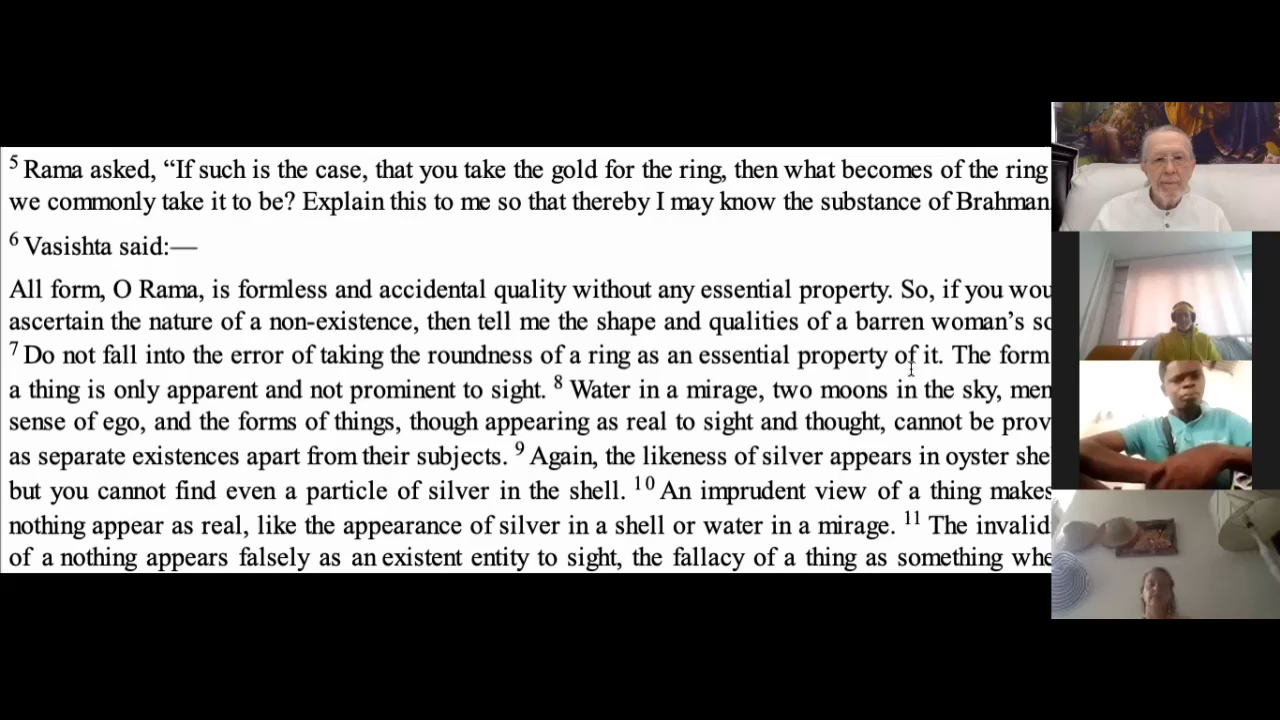 5 Rama asked, “If such is the case, that you take the gold for the ring, then what becomes of the ring
we commonly take it to be? Explain this to me so that thereby I may know the substance of Brahman.
6 Vasishta said:—
All form, O Rama, is formless and accidental quality without any essential property. So, if you wou
ascertain the nature of a non-existence, then tell me the shape and qualities of a barren woman’s so
7 Do not fall into the error of taking the roundness of a ring as an essential property of it. The form
a thing is only apparent and not prominent to sight. 8 Water in a mirage, two moons in the sky, men
sense of ego, and the forms of things, though appearing as real to sight and thought, cannot be prov
as separate existences apart from their subjects. 9 Again, the likeness of silver appears in oyster she
but you cannot find even a particle of silver in the shell. 10 An imprudent view of a thing makes
nothing appear as real, like the appearance of silver in a shell or water in a mirage. 11 The invalid
of a nothing appears falsely as an existent entity to sight, the fallacy of a thing as something whe